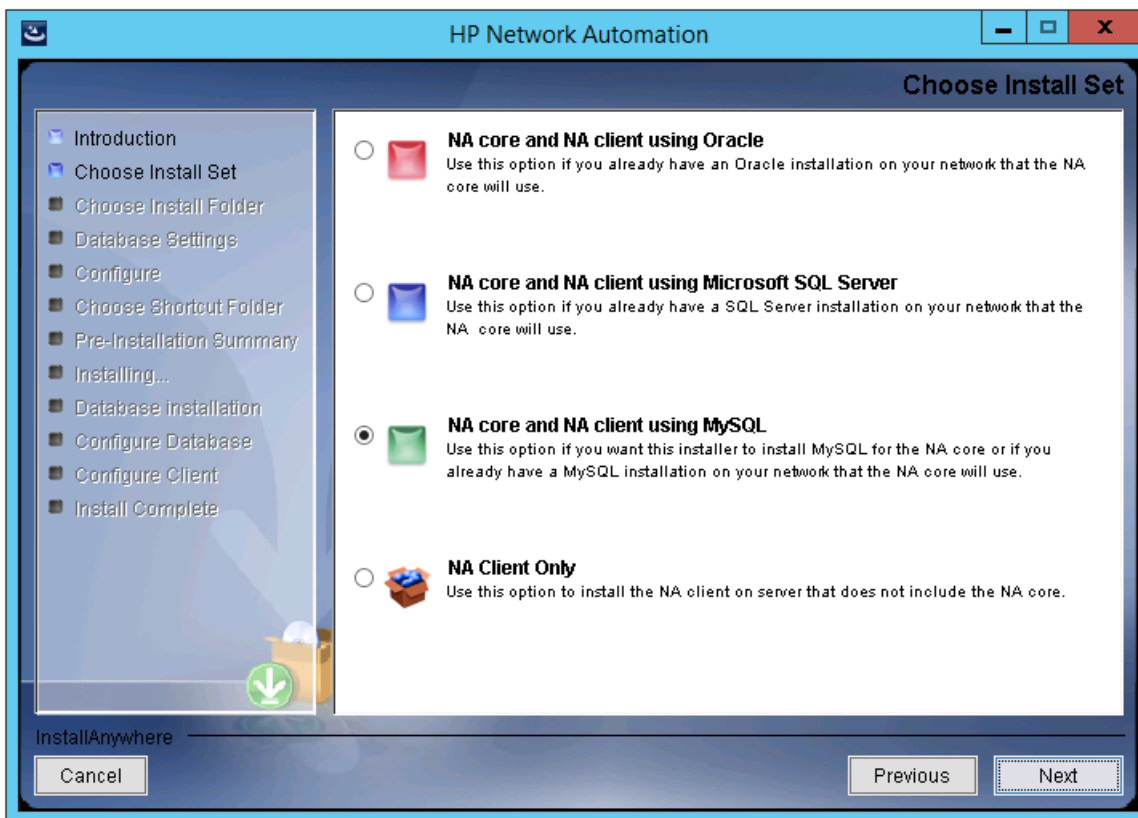 HP Network Automation
Choose Install Set
Introduction
Choose Install Set
Choose Install Folder
Database Settings
Configure
Choose Shortcut Folder
Pre-Installation Summary
Installing...
Database installation
Configure Database
Configure Client
Install Complete
NA core and NA client using Oracle
Use this option if you already have an Oracle installation on your network that the NA
core will use.
NA core and NA client using Microsoft SQL Server
Use this option if you already have a SQL Server installation on your network that the
NA core will use.
NA core and NA client using MySQL
Use this option if you want this installer to install MySQL for the NA core or if you
already have a MySQL installation on your network that the NA core will use.
NA Client Only
Use this option to install the NA client on server that does not include the NA core.
InstallAnywhere
Cancel
Previous
Next